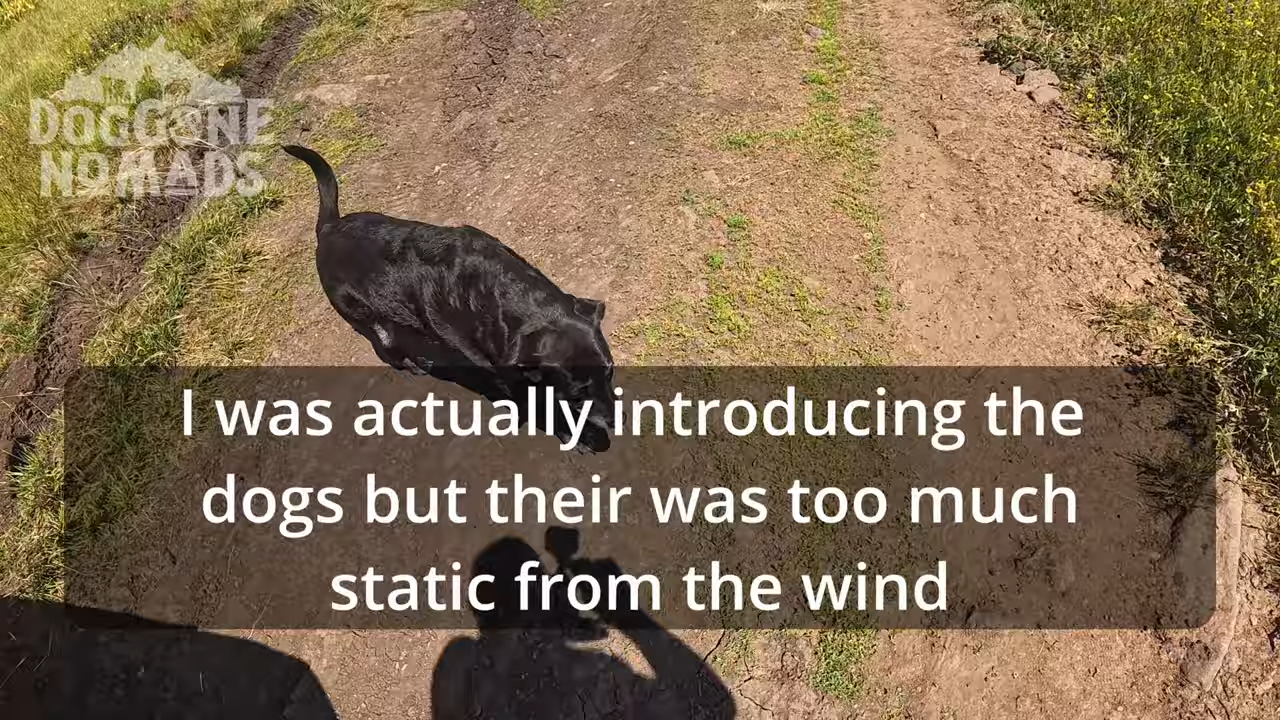 DOGGONE
NOMADS
I was actually introducing the
dogs but their was too much
static from the wind